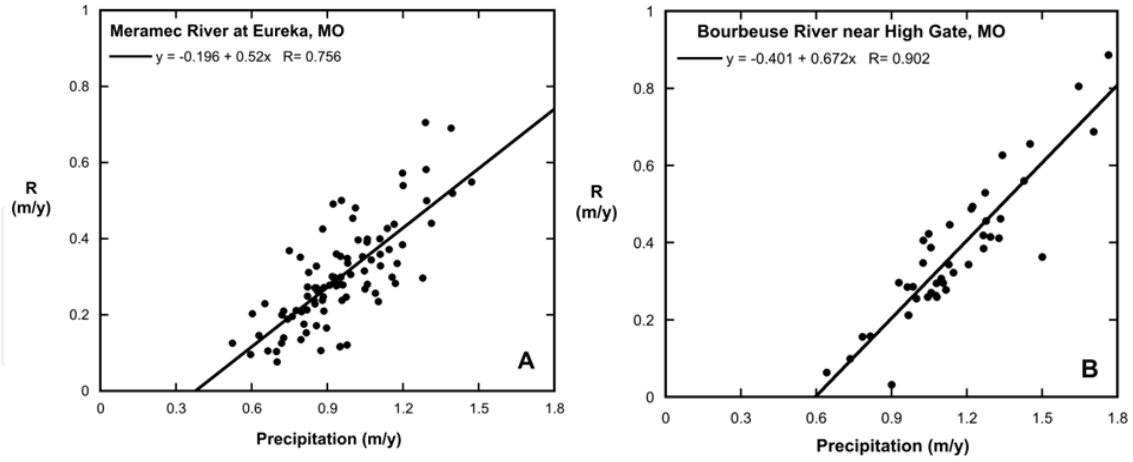 Meramec River at Eureka, MO
y = -0.196 + 0.52x R= 0.756
1
0.8
0.6
0.4
0.2
0
R
(m/y)
0 0.3 0.6 0.9 1.2 1.5 1.8
Precipitation (m/y)
A
Bourbeuse River near High Gate, MO
y = -0.401 + 0.672x R= 0.902
1
0.8
0.6
0.4
0.2
0
R
(m/y)
0 0.3 0.6 0.9 1.2 1.5 1.8
Precipitation (m/y)
B